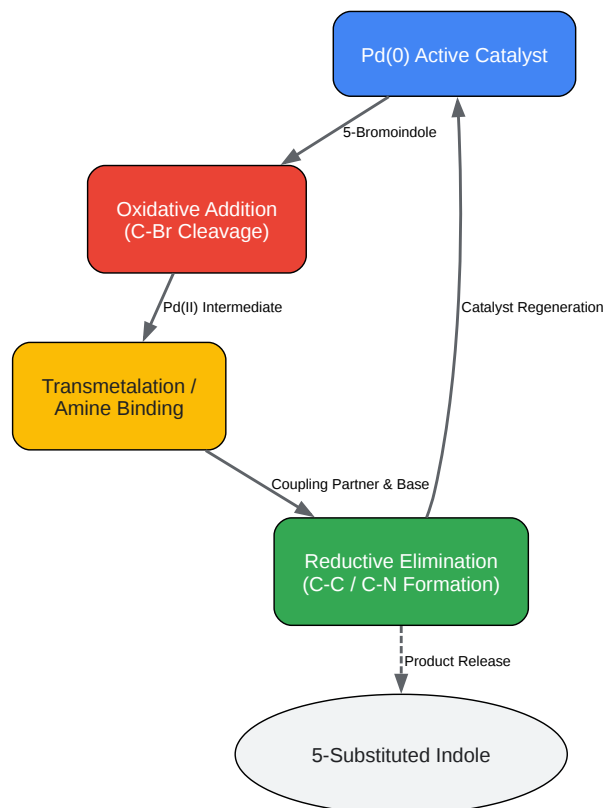 Pd(0) Active Catalyst
5-Bromoindole
Oxidative Addition
(C-Br Cleavage)
Pd(II) Intermediate
Catalyst Regeneration
Transmetalation /
Amine Binding
Coupling Partner & Base
Reductive Elimination
(C-C / C-N Formation)
Product Release
5-Substituted Indole